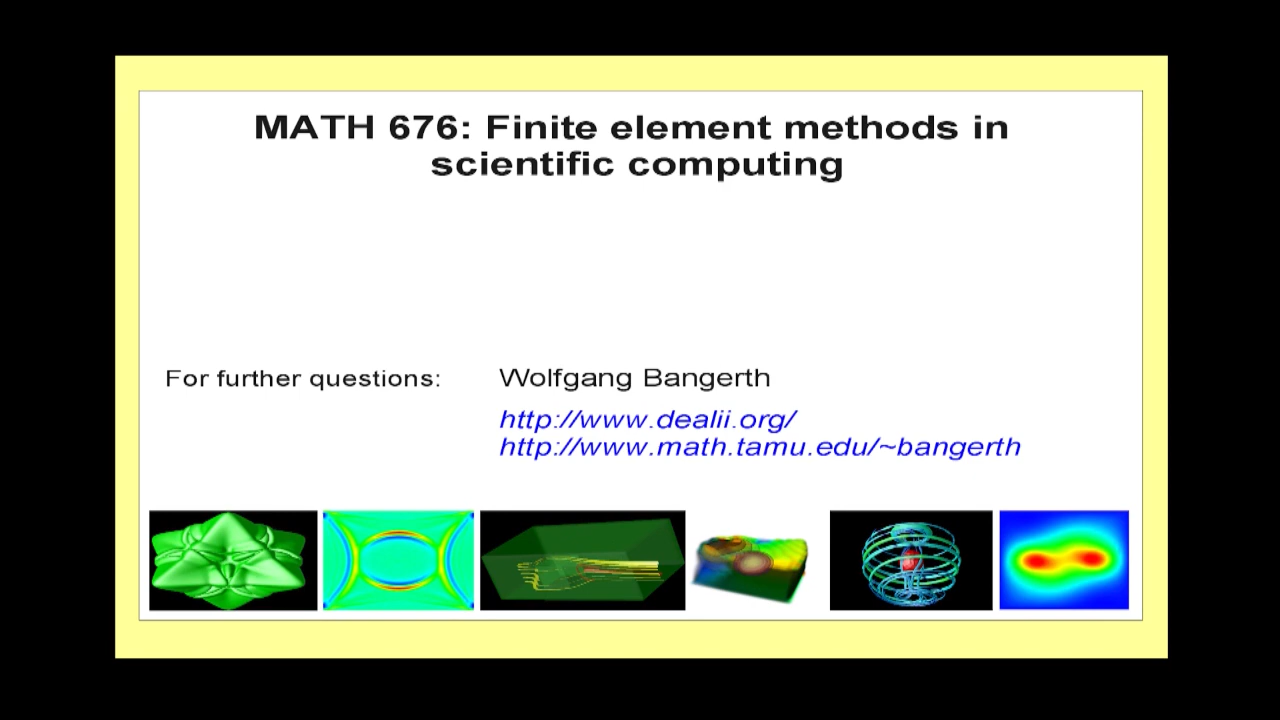 MATH 676: Finite element methods in
scientific computing
For further questions: Wolfgang Bangerth
http://www.dealii.org/
http://www.math.tamu.edu/~bangerth